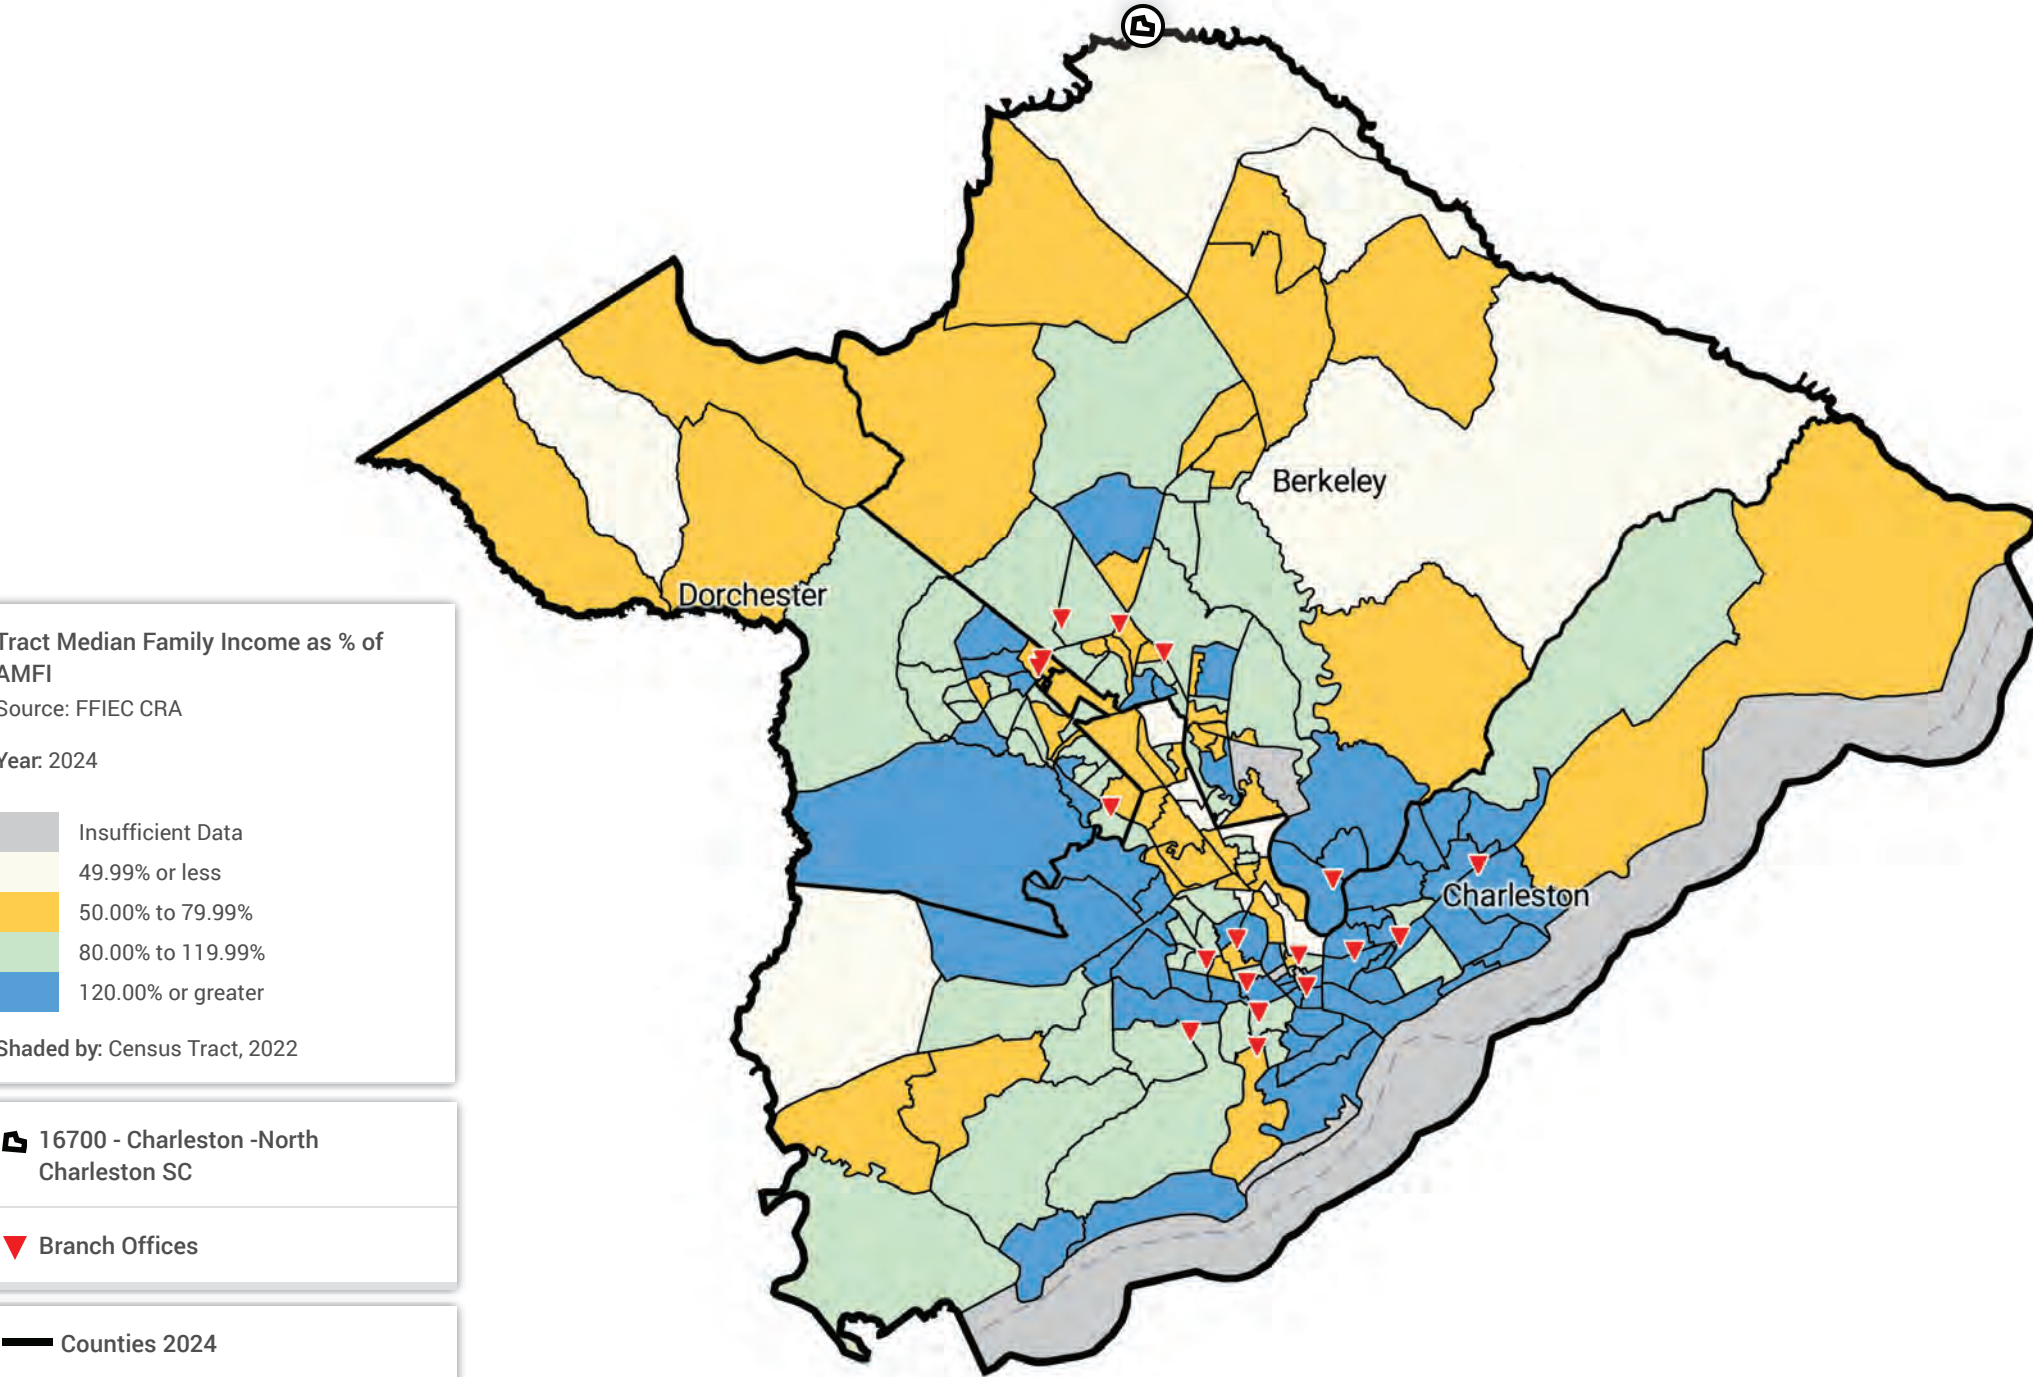 Berkeley
Dorchester
Charleston
Tract Median Family Income as % of
AMFI
Source: FFIEC CRA
Year: 2024
Insufficient Data
49.99% or less
50.00% to 79.99%
80.00% to 119.99%
120.00% or greater
Shaded by: Census Tract, 2022
16700 - Charleston -North
Charleston SC
Branch Offices
Counties 2024